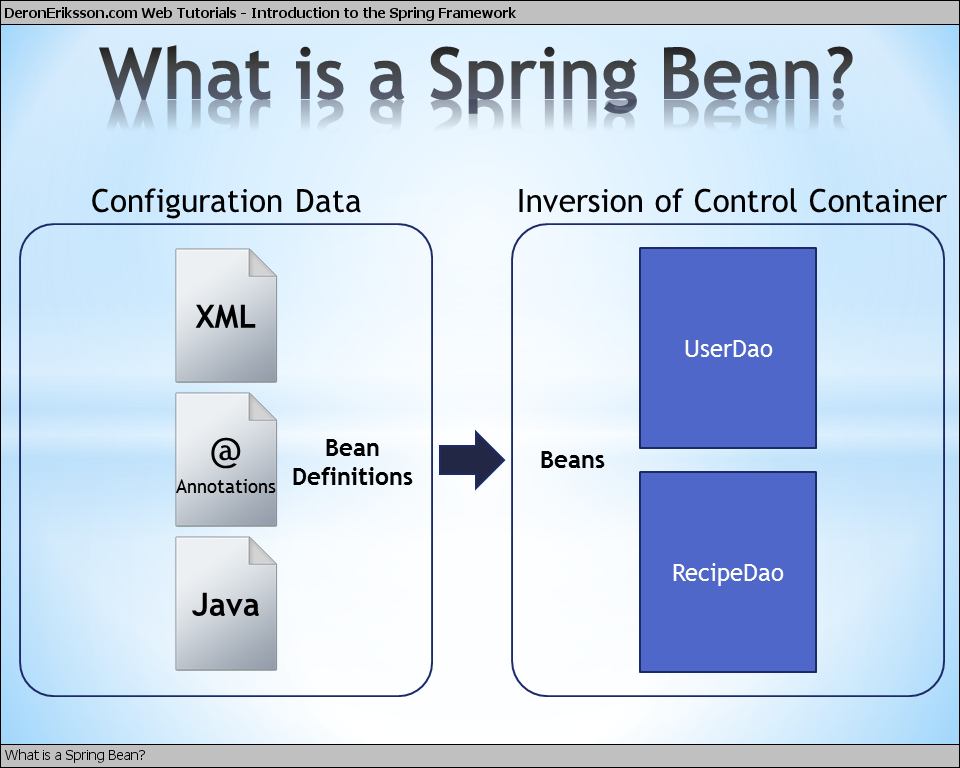 DeronEriksson.com Web Tutorials - Introduction to the Spring Framework
What is a Spring Bean?
Configuration Data
XML
@
Annotations
Java
Bean
Definitions
Inversion of Control Container
Beans
UserDao
RecipeDao
What is a Spring Bean?